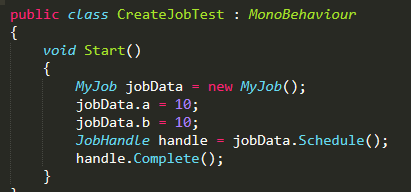 public class CreateJobTest : MonoBehaviour
{
    void Start()
    {
        MyJob jobData = new MyJob();
        jobData.a = 10;
        jobData.b = 10;
        JobHandle handle = jobData.Schedule();
        handle.Complete();
    }
}